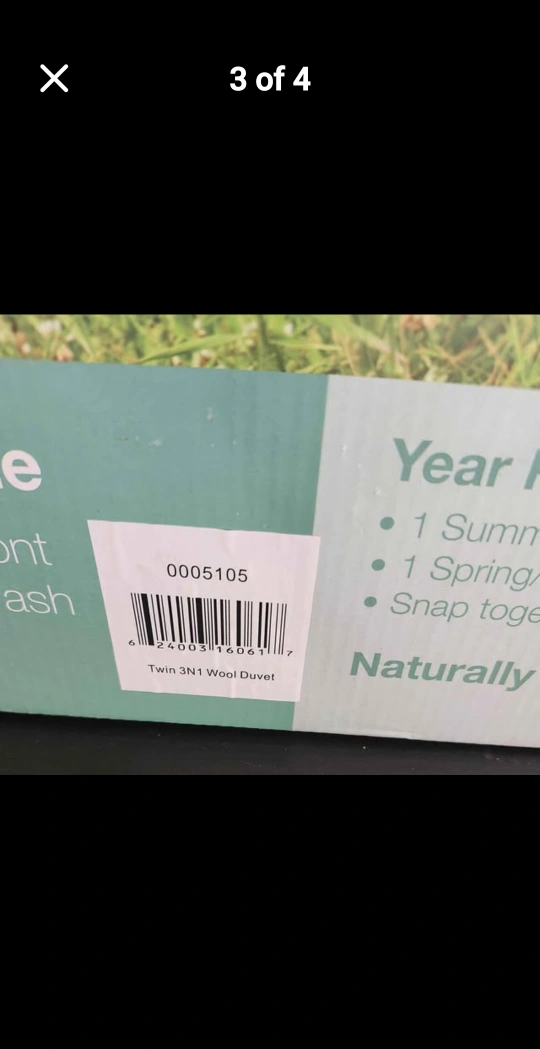 3 of 4
e
ont
ash
0005105
6 24003 16061 7
Twin 3N1 Wool Duvet
Year
• 1 Summ
• 1 Spring/
• Snap toge
Naturally